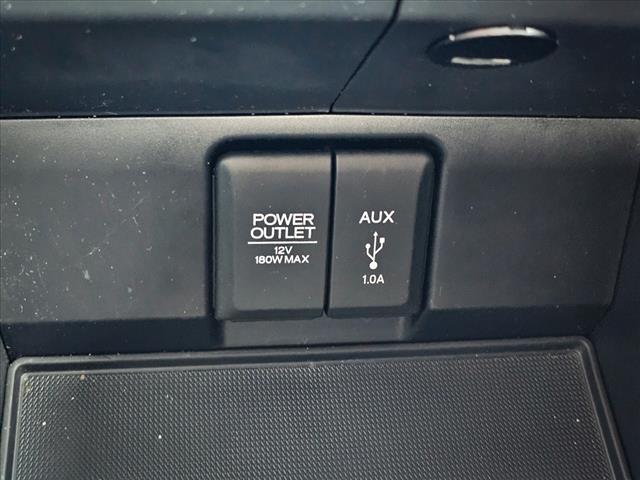 POWER
OUTLET
12V
180W MAX
AUX
1.0A